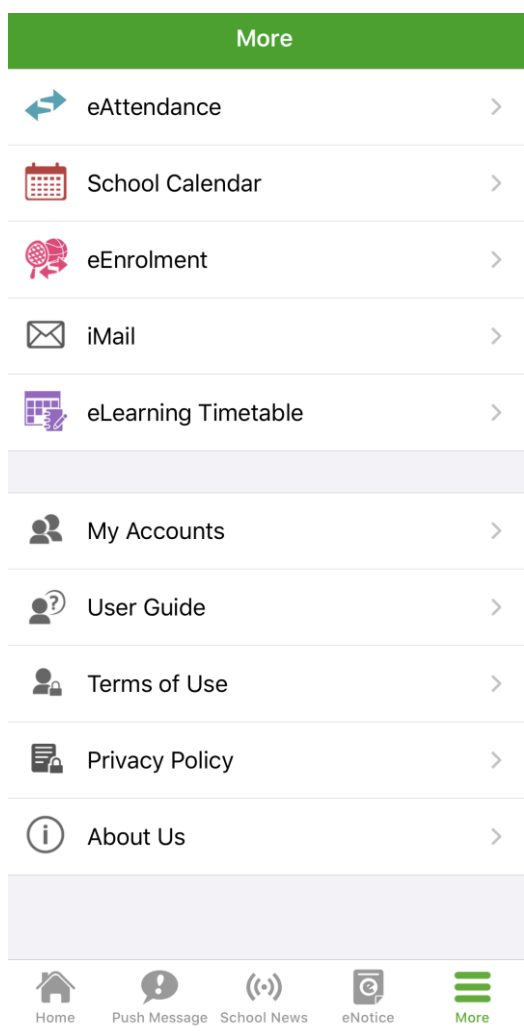 More
eAttendance
School Calendar
eEnrolment
iMail
eLearning Timetable
My Accounts
User Guide
Terms of Use
Privacy Policy
About Us
Home Push Message School News eNotice More